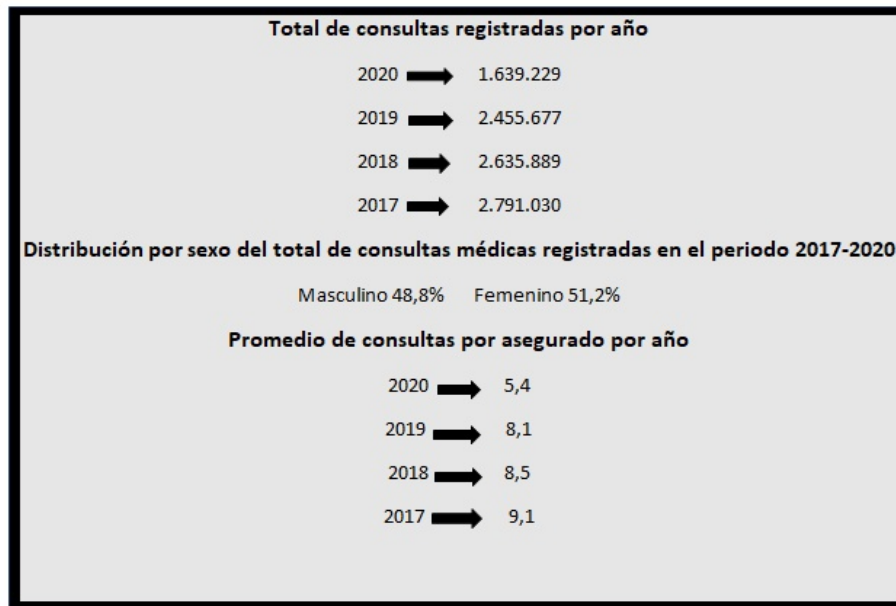 Total de consultas registradas por año
2020 1.639.229
2019 2.455.677
2018 2.635.889
2017 2.791.030
Distribución por sexo del total de consultas médicas registradas en el periodo 2017-2020
Masculino 48,8% Femenino 51,2%
Promedio de consultas por asegurado por año
2020 5,4
2019 8,1
2018 8,5
2017 9,1